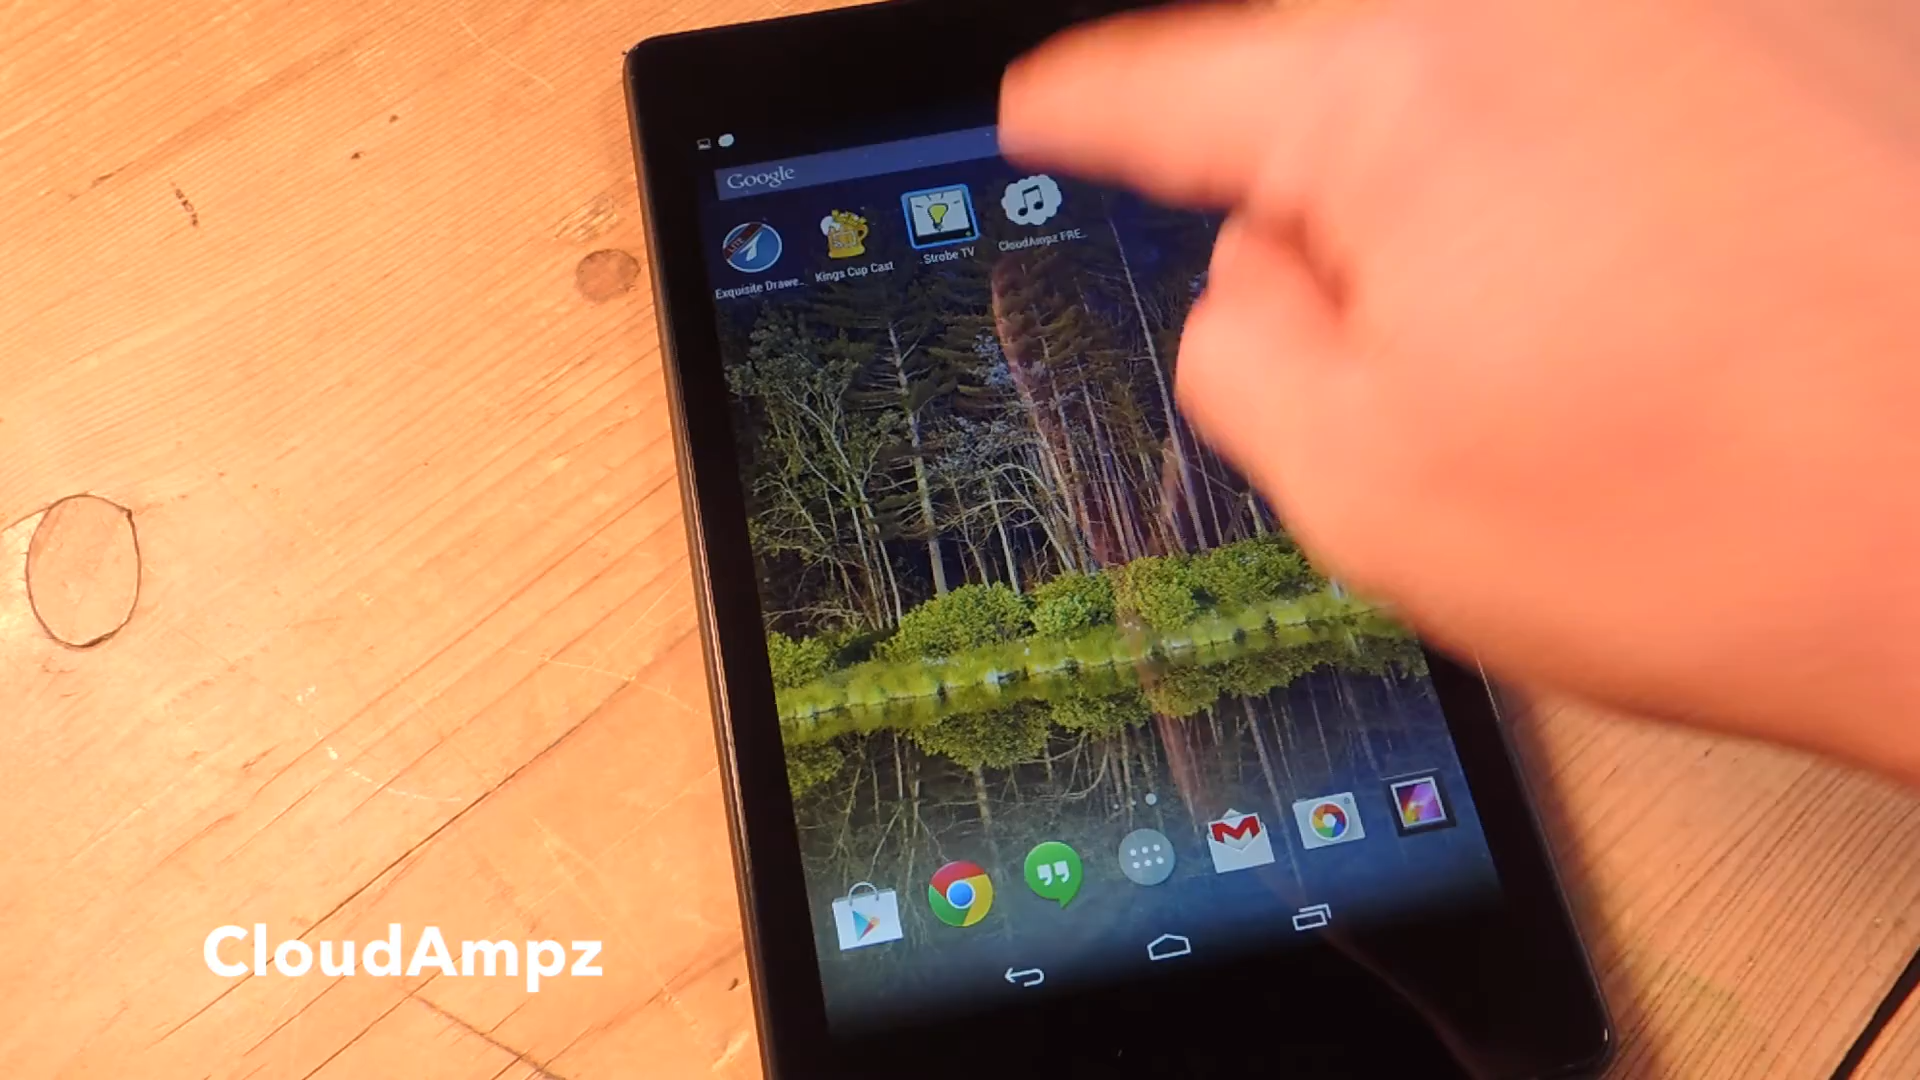 Google
Exquisite Drawe..
Kings Cup Cast
Strobe TV
CloudAmpz FRE..
CloudAmpz